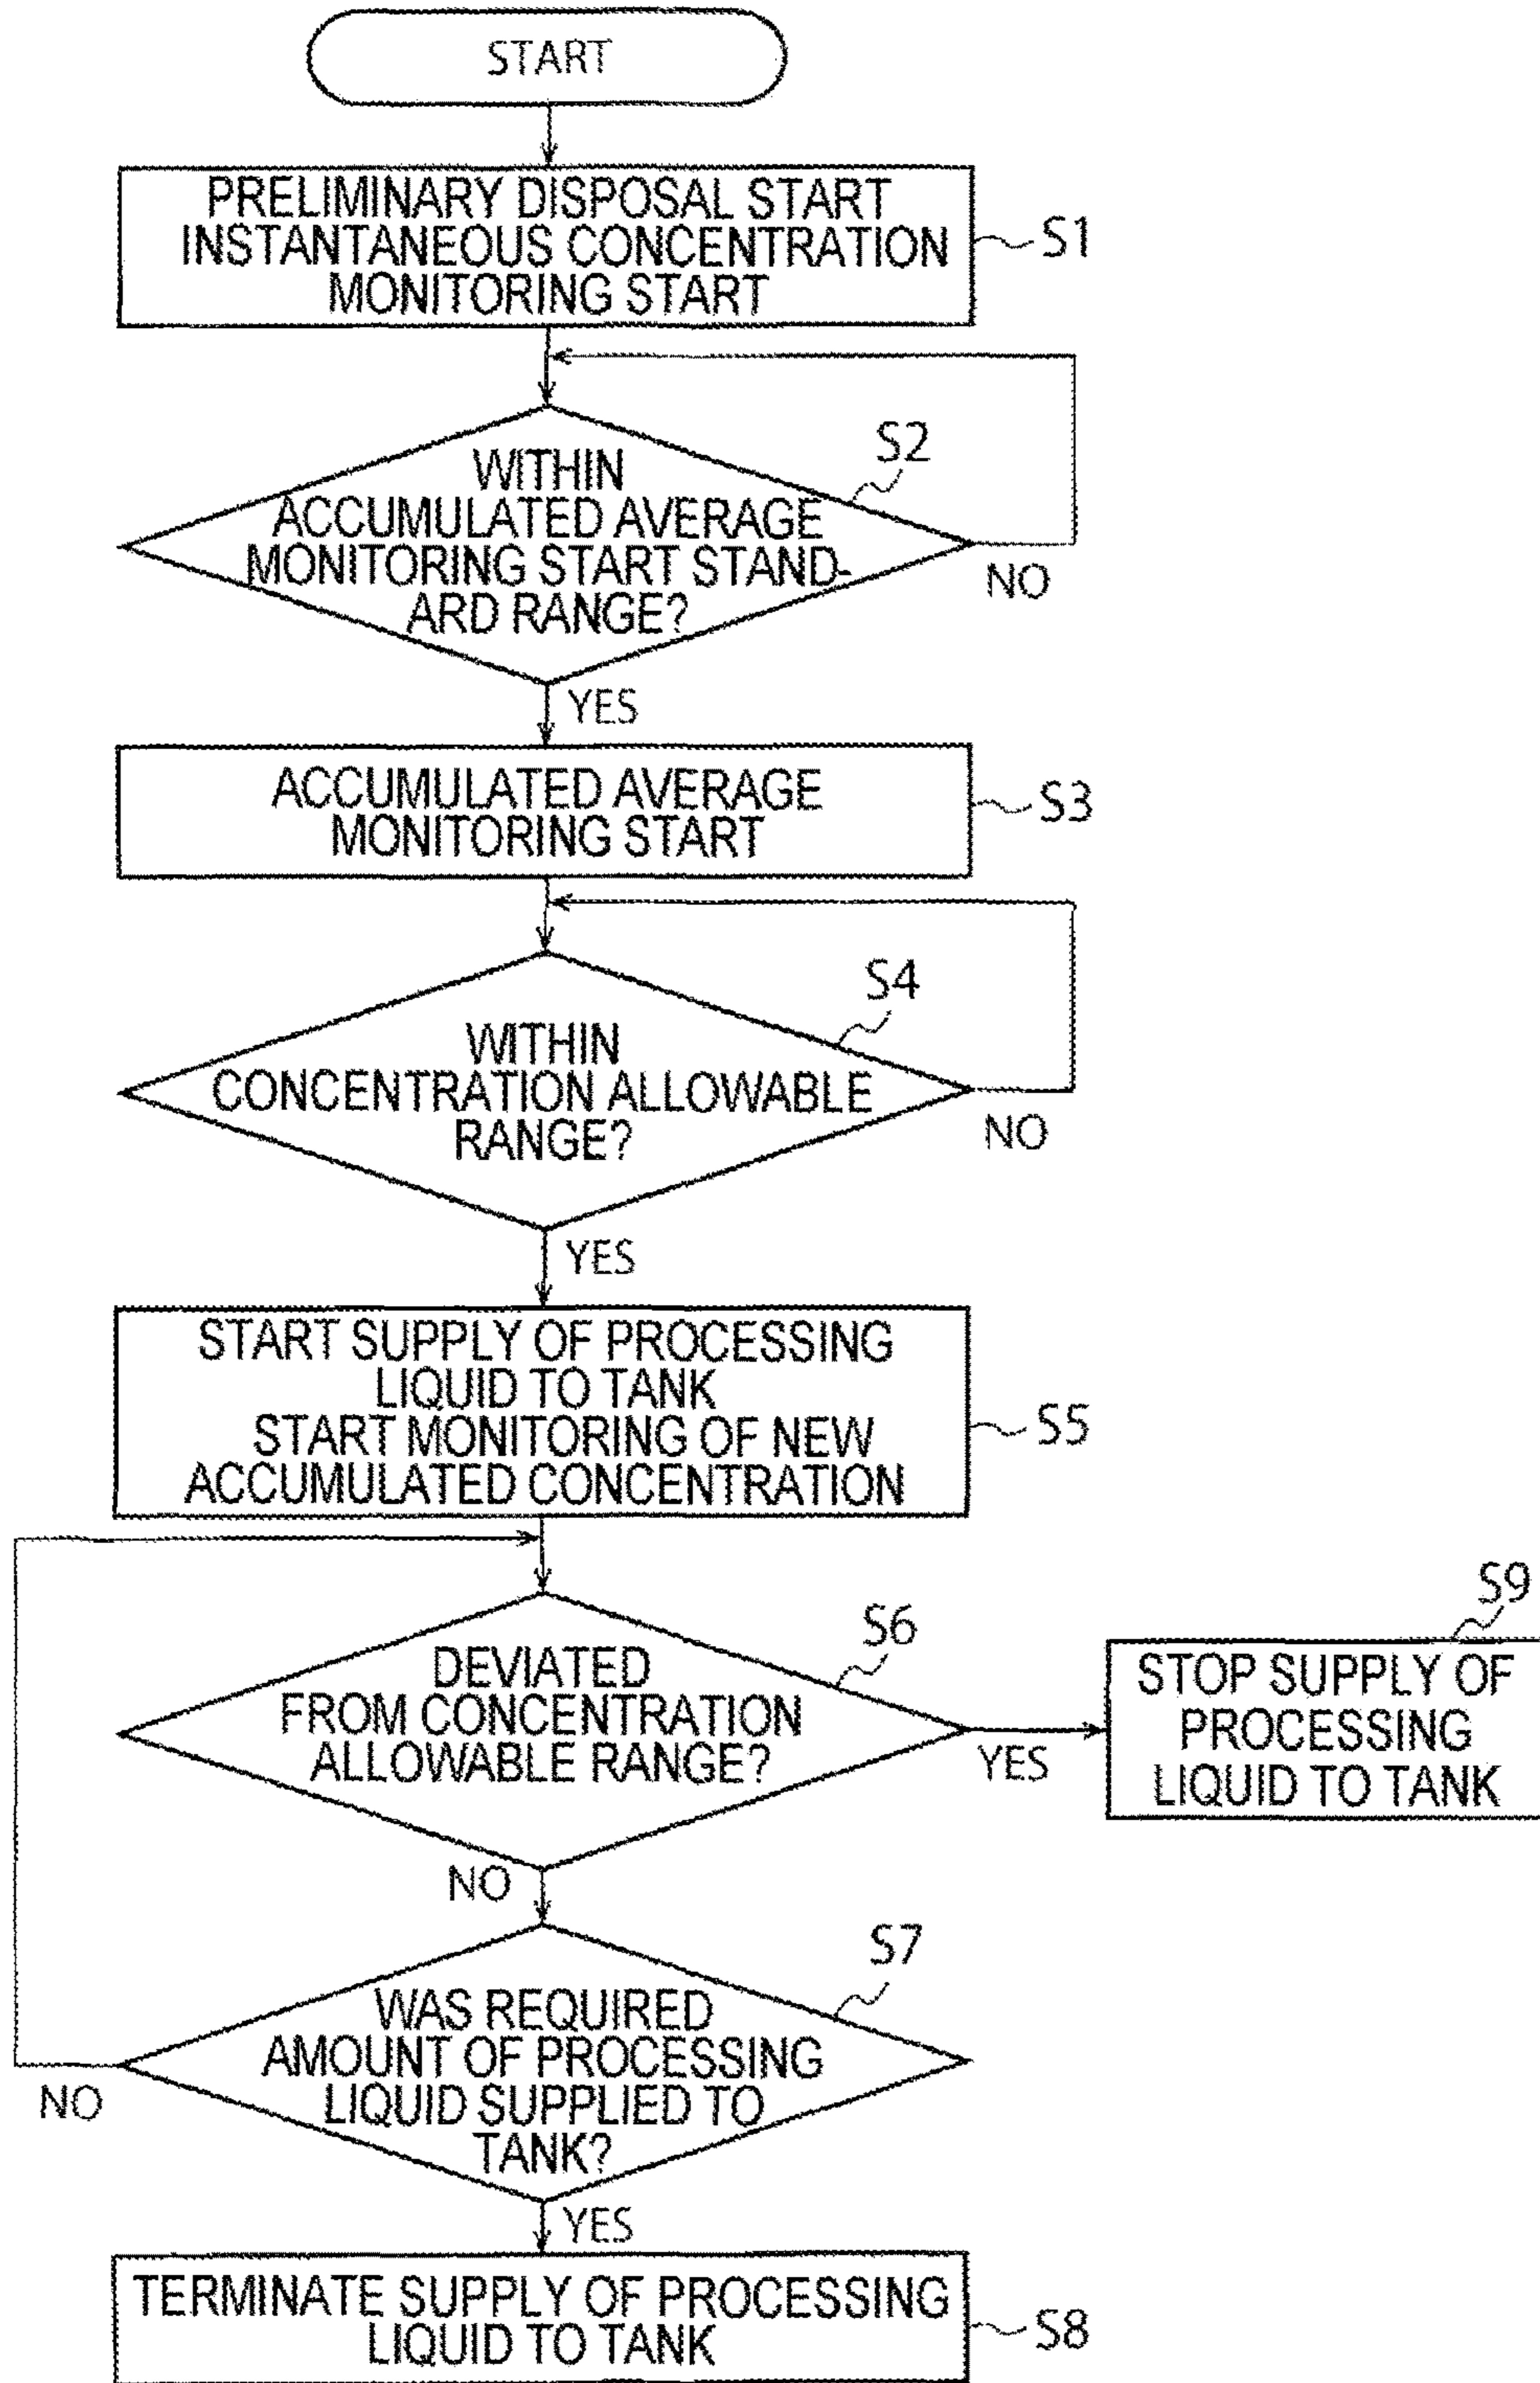 START
PRELIMINARY DISPOSAL START
INSTANTANEOUS CONCENTRATION
MONITORING START
S1
S2
WITHIN
ACCUMULATED AVERAGE
MONITORING START STAND-
ARD RANGE?
NO
YES
ACCUMULATED AVERAGE
MONITORING START
S3
S4
WITHIN
CONCENTRATION ALLOWABLE
RANGE?
NO
YES
START SUPPLY OF PROCESSING
LIQUID TO TANK
START MONITORING OF NEW
ACCUMULATED CONCENTRATION
S5
S6
DEVIATED
FROM CONCENTRATION
ALLOWABLE RANGE?
YES
S9
STOP SUPPLY OF
PROCESSING
LIQUID TO TANK
NO
S7
WAS REQUIRED
AMOUNT OF PROCESSING
LIQUID SUPPLIED TO
TANK?
NO
YES
TERMINATE SUPPLY OF PROCESSING
LIQUID TO TANK
S8